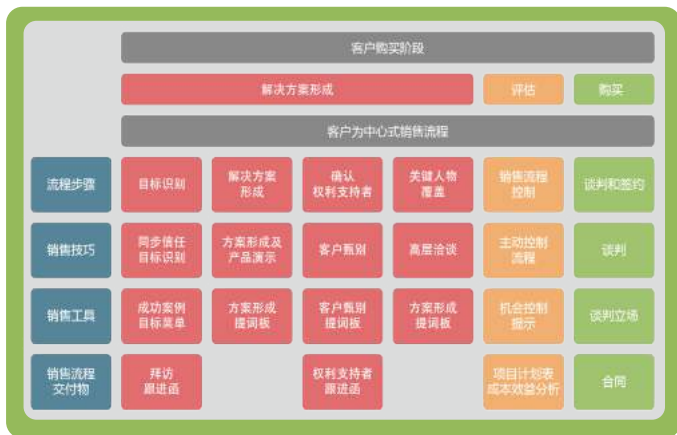 客户购买阶段
解决方案形成 评估 购买
客户为中心式销售流程
流程步骤 目标识别 解决方案 形成 确认 权利支持者 关键人物 覆盖 销售流程 控制 谈判和签约
销售技巧 同步信任 目标识别 方案形成及 产品演示 客户甄别 高层洽谈 主动控制 流程 谈判
销售工具 成功案例 目标菜单 方案形成 提词板 客户甄别 提词板 方案形成 提词板 机会控制 提示 谈判立场
销售流程 交付物 拜访 跟进函 权利支持者 跟进函 项目计划表 成本效益分析 合同